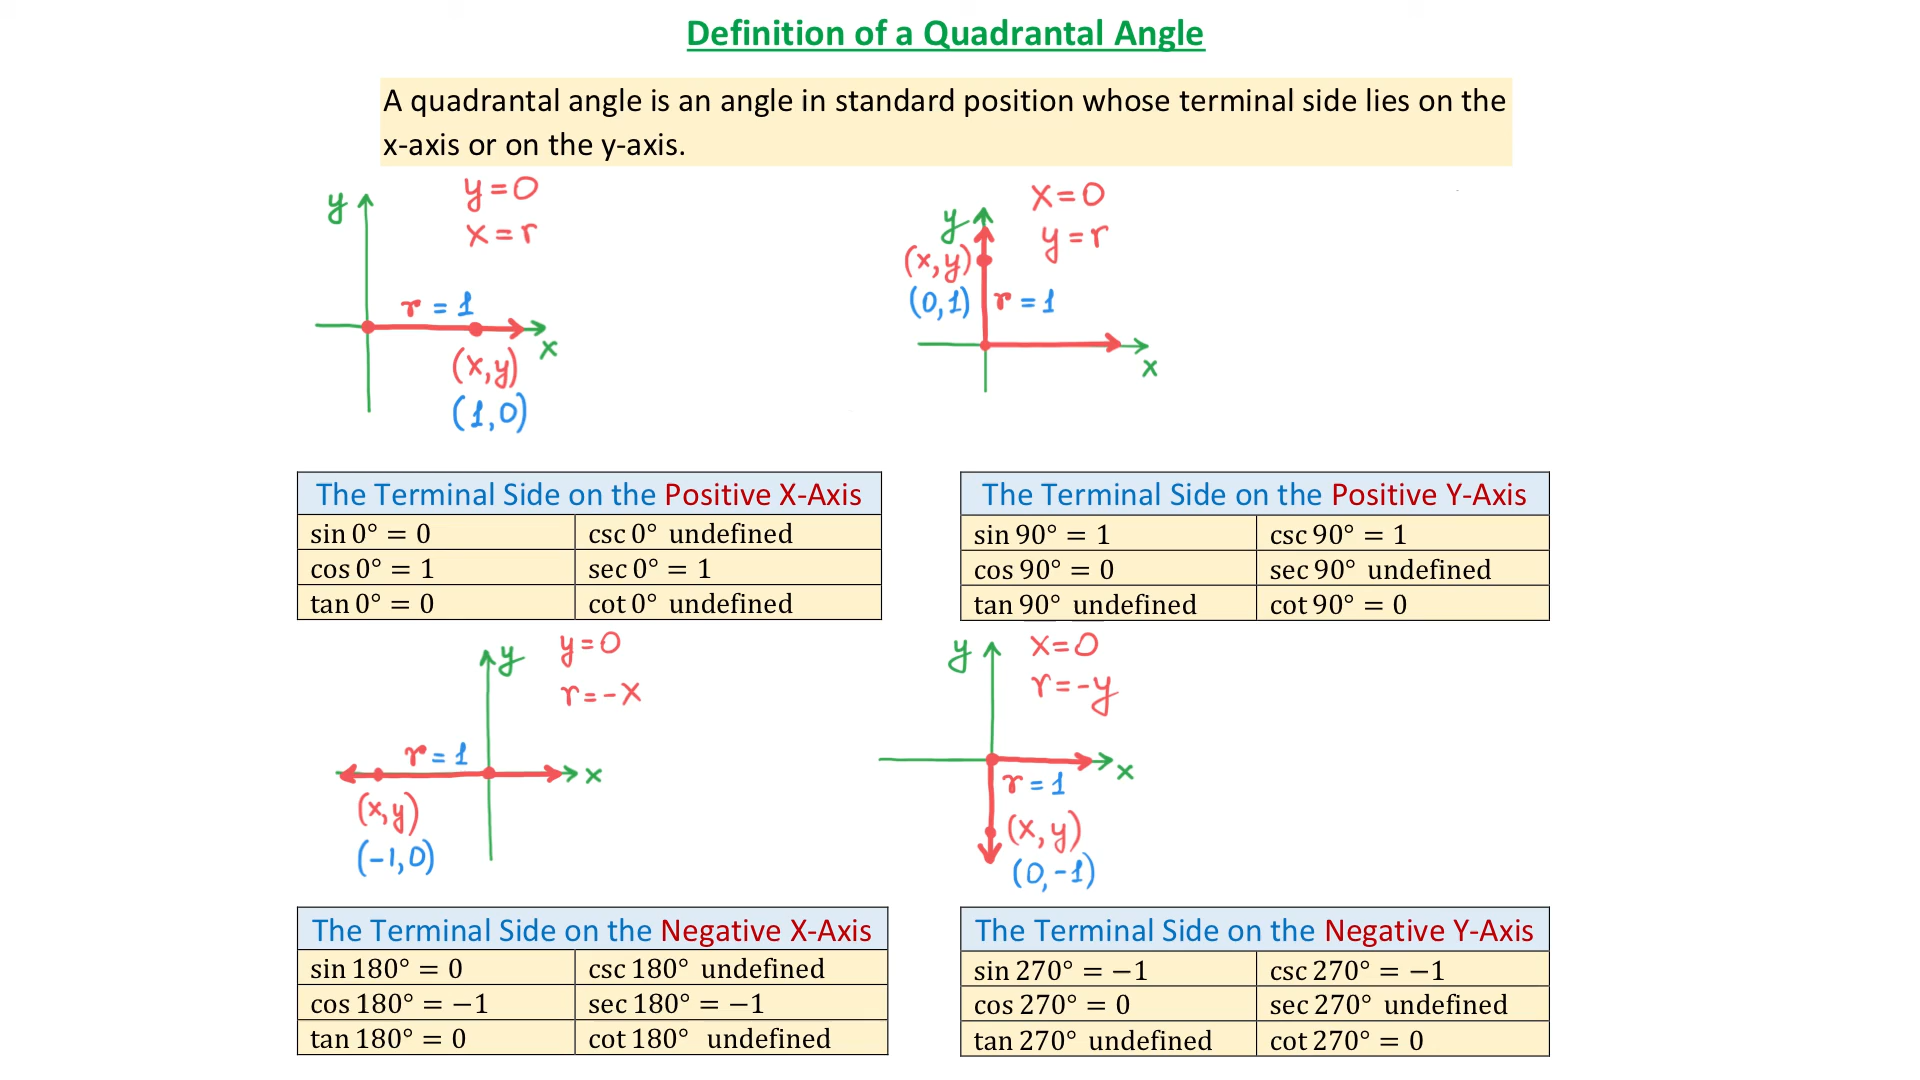 Definition of a Quadrantal Angle
A quadrantal angle is an angle in standard position whose terminal side lies on the
x-axis or on the y-axis.
y
y=0
x=r
r = 1
x
(x,y)
(1,0)
y
x=0
y=r
(x,y)
(0,1)
r = 1
x
The Terminal Side on the Positive X-Axis
sin 0° = 0
csc 0° undefined
cos 0° = 1
sec 0° = 1
tan 0° = 0
cot 0° undefined
The Terminal Side on the Positive Y-Axis
sin 90° = 1
csc 90° = 1
cos 90° = 0
sec 90° undefined
tan 90° undefined
cot 90° = 0
y
y=0
r=-x
r = 1
x
(x,y)
(-1,0)
y
x=0
r=-y
x
r = 1
(x,y)
(0,-1)
The Terminal Side on the Negative X-Axis
sin 180° = 0
csc 180° undefined
cos 180° = −1
sec 180° = −1
tan 180° = 0
cot 180° undefined
The Terminal Side on the Negative Y-Axis
sin 270° = −1
csc 270° = −1
cos 270° = 0
sec 270° undefined
tan 270° undefined
cot 270° = 0